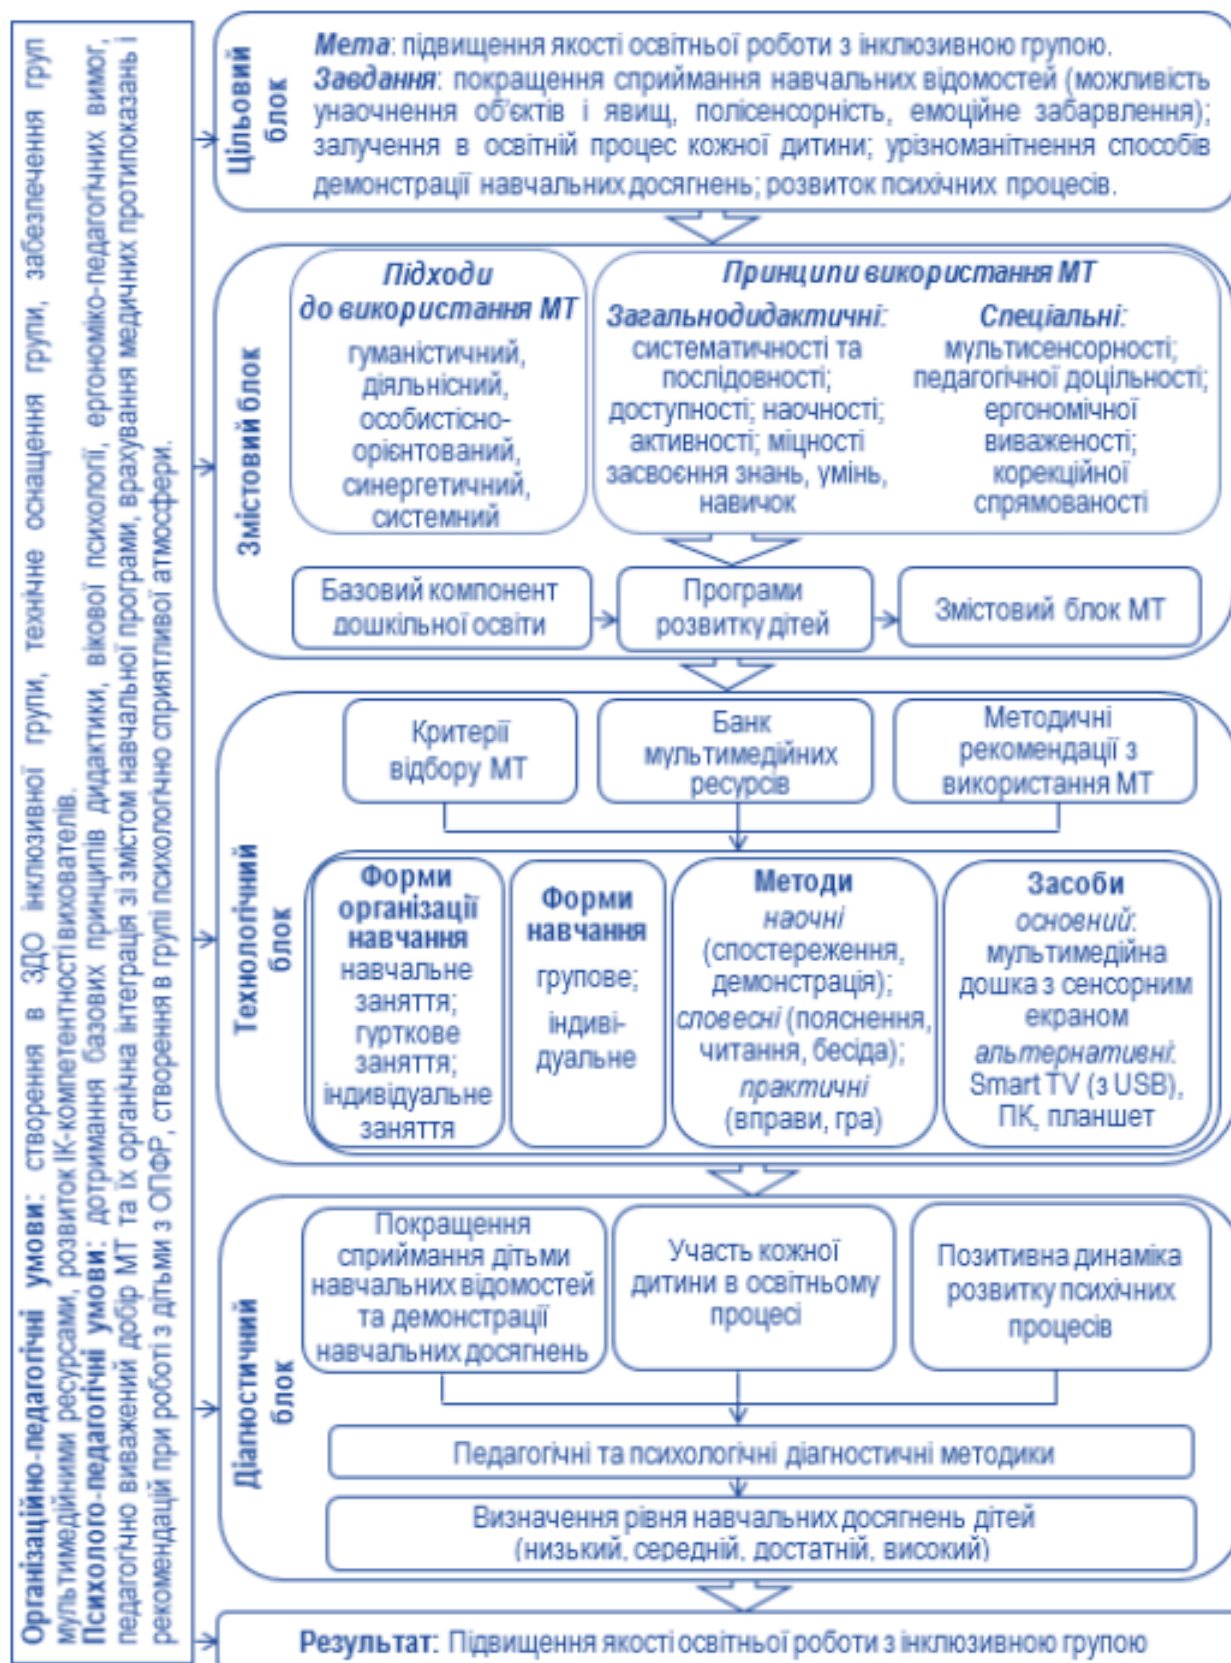 Організаційно-педагогічні умови: створення в ЗДО інклюзивної групи, технічне оснащення групи, забезпечення груп
мультимедійними ресурсами, розвиток ІК-компетентності вихователів.
Психолого-педагогічні умови: дотримання базових принципів дидактики, вікової психології, ергономіко-педагогічних вимог,
педагогічно виважений добір МТ та їх органічна інтеграція зі змістом навчальної програми, врахування медичних протипоказань і
рекомендацій при роботі з дітьми з ОПФР, створення в групі психологічно сприятливої атмосфери.
Цільовий
блок
Мета: підвищення якості освітньої роботи з інклюзивною групою.
Завдання: покращення сприймання навчальних відомостей (можливість
унаочнення об'єктів і явищ, полісенсорність, емоційне забарвлення);
залучення в освітній процес кожної дитини; урізноманітнення способів
демонстрації навчальних досягнень; розвиток психічних процесів.
Змістовий блок
Підходи
до використання МТ
гуманістичний,
діяльнісний,
особистісно-
орієнтований,
синергетичний,
системний
Принципи використання МТ
Загальнодидактичні:
систематичності та
послідовності;
доступності; наочності;
активності; міцності
засвоєння знань, умінь,
навичок
Спеціальні:
мультисенсорності;
педагогічної доцільності;
ергономічної
виваженості;
корекційної
спрямованості
Базовий компонент
дошкільної освіти
Програми
розвитку дітей
Змістовий блок МТ
Технологічний
блок
Критерії
відбору МТ
Банк
мультимедійних
ресурсів
Методичні
рекомендації з
використання МТ
Форми
організації
навчання
навчальне
заняття;
гурткове
заняття;
індивідуальне
заняття
Форми
навчання
групове;
індиві-
дуальне
Методи
наочні
(спостереження,
демонстрація);
словесні (пояснення,
читання, бесіда);
практичні
(вправи, гра)
Засоби
основний:
мультимедійна
дошка з сенсорним
екраном
альтернативні:
Smart TV (з USB),
ПК, планшет
Діагностичний
блок
Покращення
сприймання дітьми
навчальних відомостей
та демонстрації
навчальних досягнень
Участь кожної
дитини в освітньому
процесі
Позитивна динаміка
розвитку психічних
процесів
Педагогічні та психологічні діагностичні методики
Визначення рівня навчальних досягнень дітей
(низький, середній, достатній, високий)
Результат: Підвищення якості освітньої роботи з інклюзивною групою